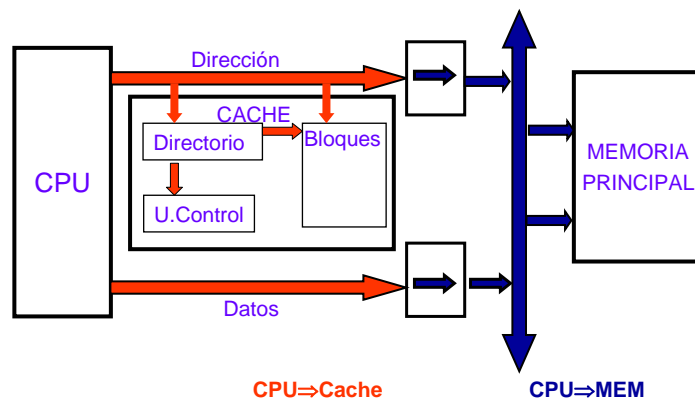 Dirección
CACHE
Directorio
Bloques
CPU
U.Control
MEMORIA
PRINCIPAL
Datos
CPU⇒Cache
CPU⇒MEM